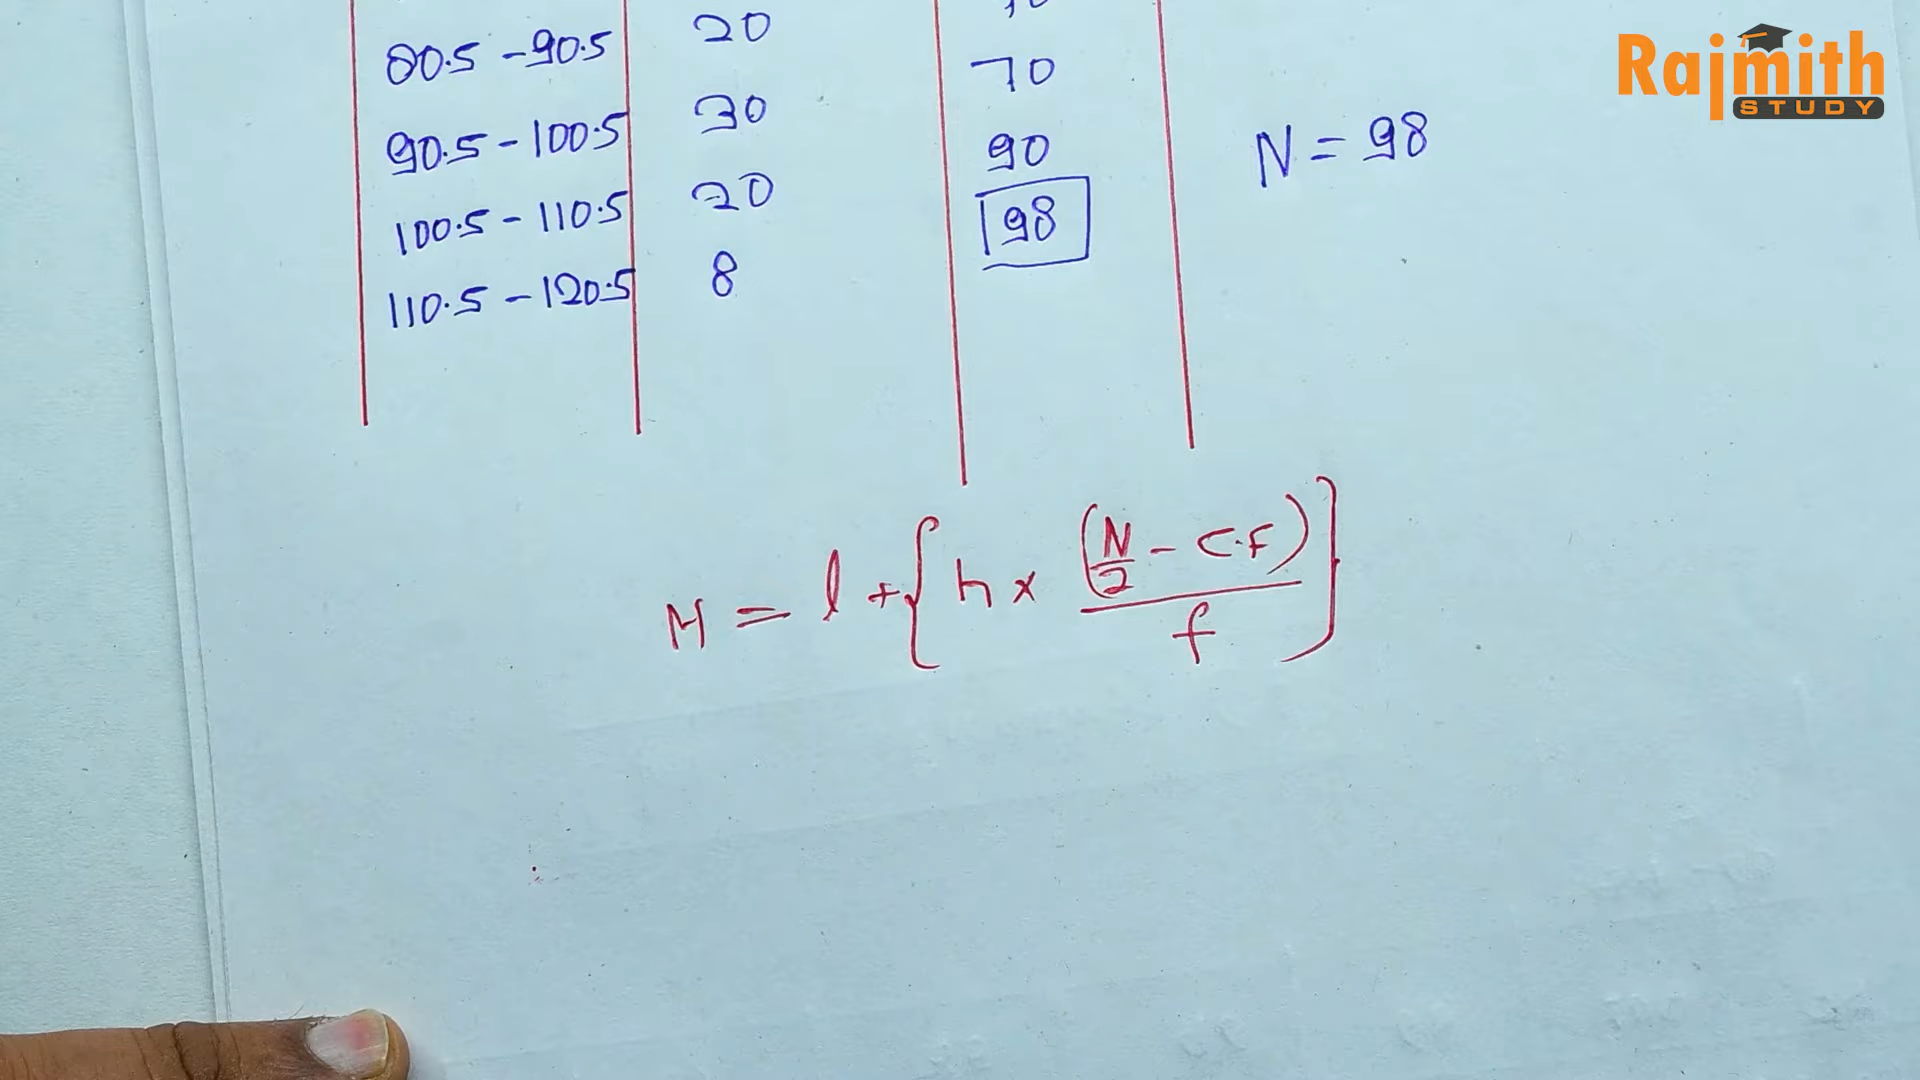 Rajmith
STUDY
80.5 - 90.5 20
90.5 - 100.5 30 70
100.5 - 110.5 20 90
110.5 - 120.5 8 98
N = 98
M = l + { h × (N/2 - C.F) / f }